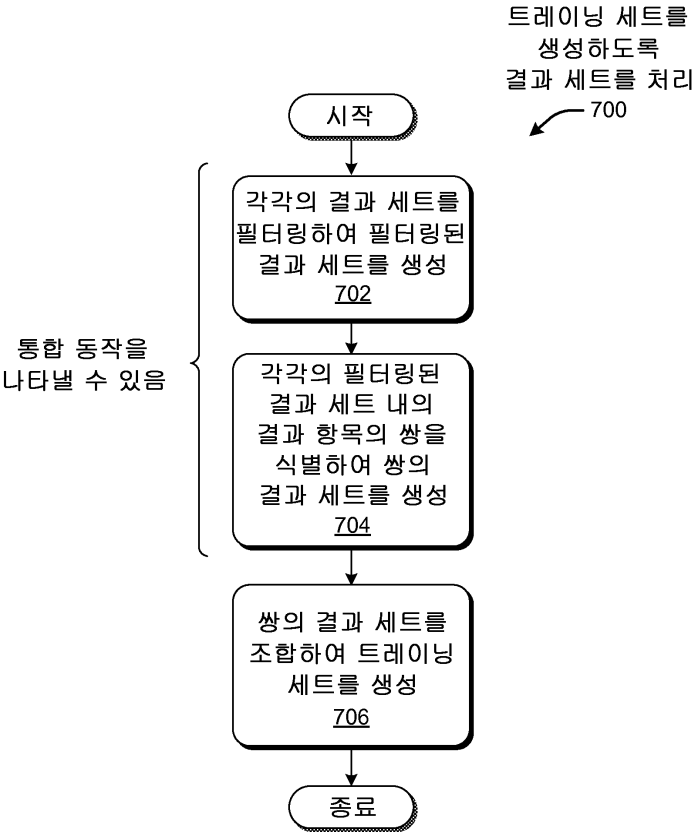 트레이닝 세트를
생성하도록
결과 세트를 처리
700
시작
각각의 결과 세트를
필터링하여 필터링된
결과 세트를 생성
702
통합 동작을
나타낼 수 있음
각각의 필터링된
결과 세트 내의
결과 항목의 쌍을
식별하여 쌍의
결과 세트를 생성
704
쌍의 결과 세트를
조합하여 트레이닝
세트를 생성
706
종료